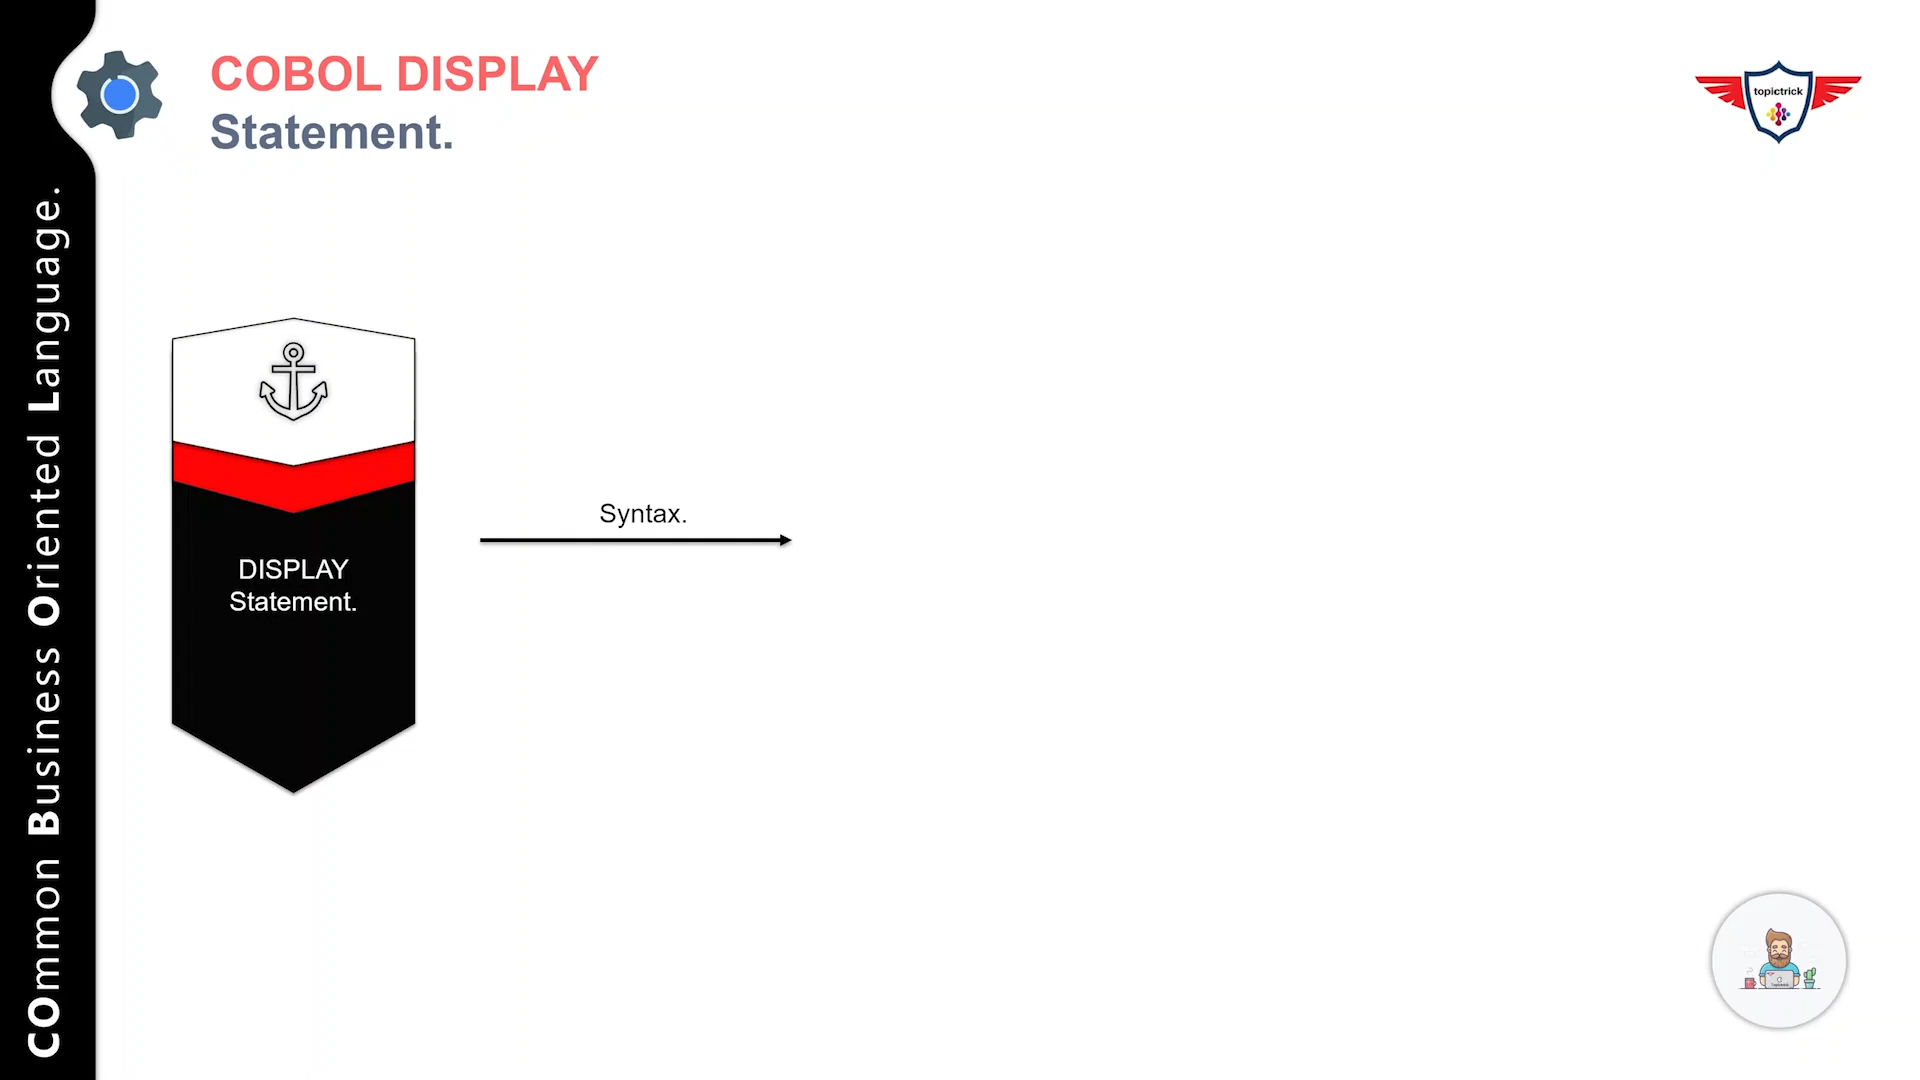 COBOL DISPLAY
Statement.
topictrick
COmmon Business Oriented Language.
Syntax.
DISPLAY
Statement.